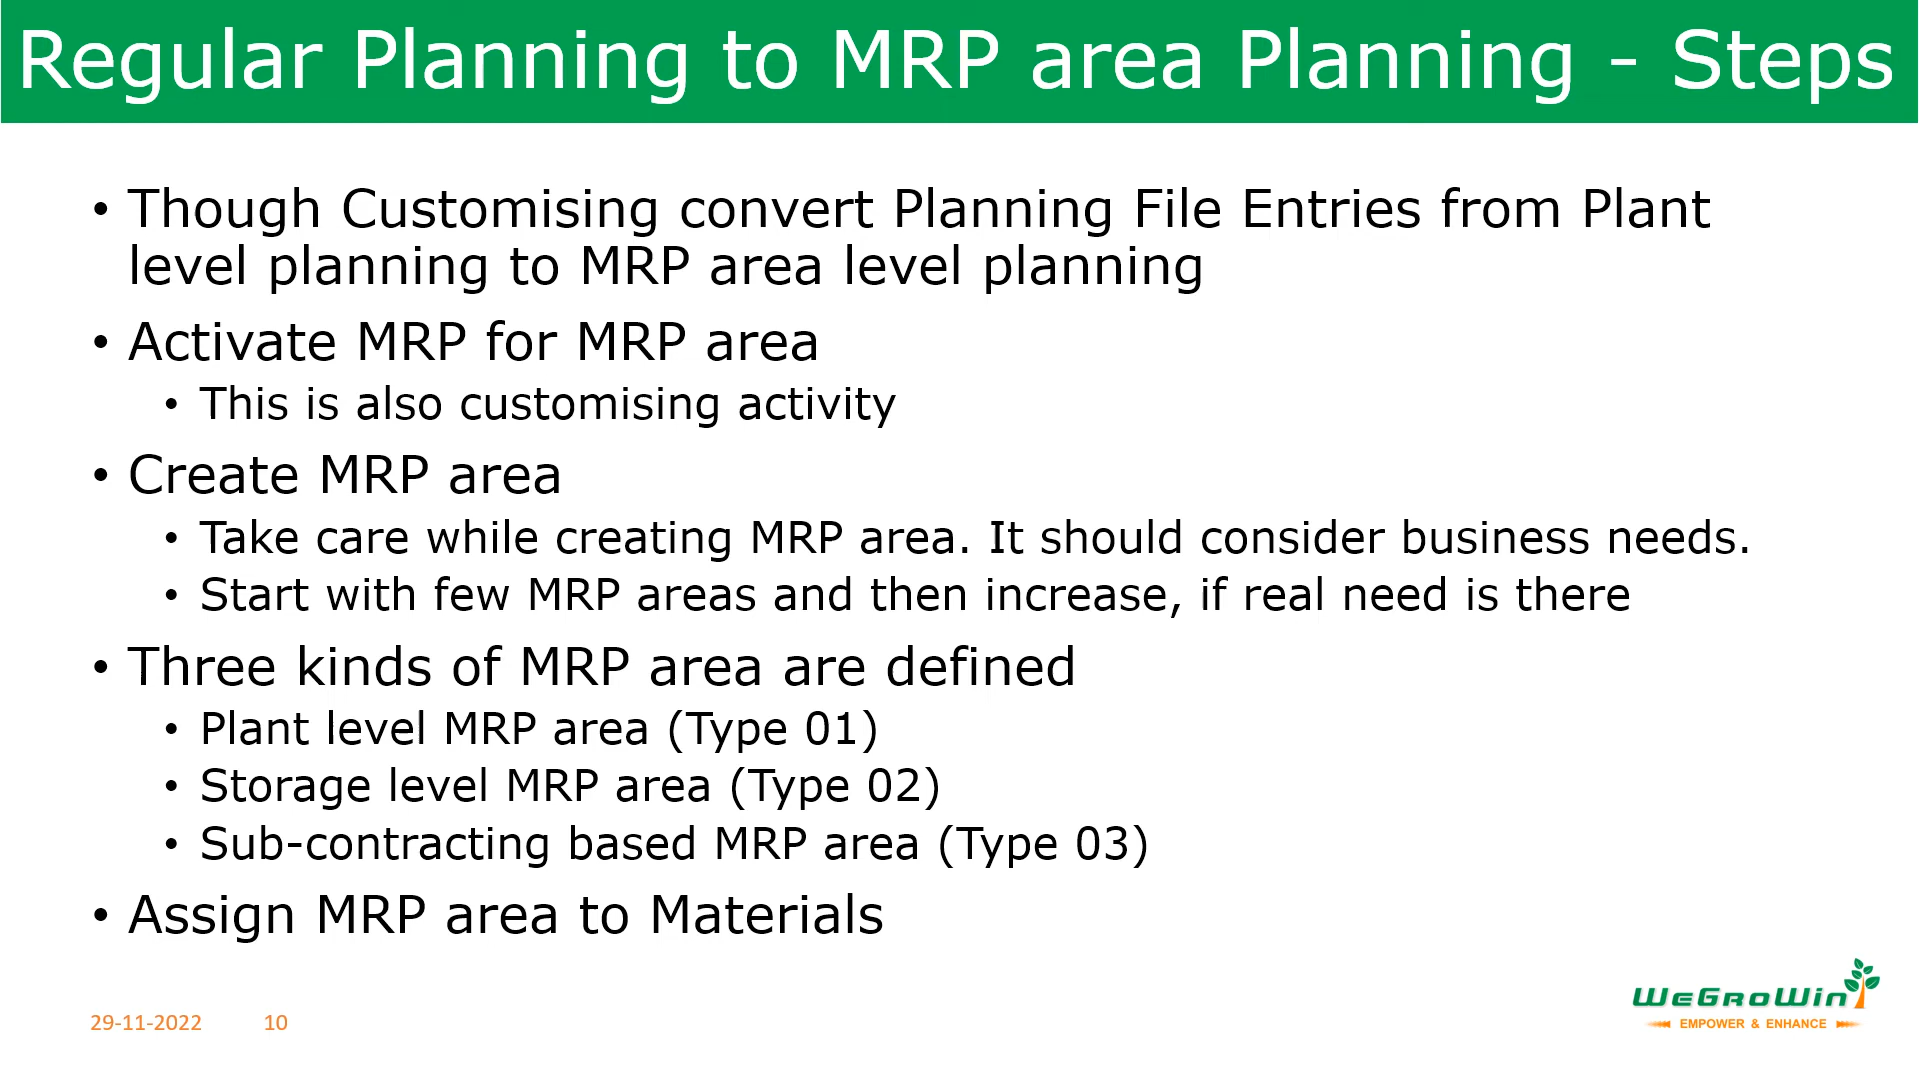 Regular Planning to MRP area Planning - Steps
• Though Customising convert Planning File Entries from Plant
level planning to MRP area level planning
• Activate MRP for MRP area
• This is also customising activity
• Create MRP area
• Take care while creating MRP area. It should consider business needs.
• Start with few MRP areas and then increase, if real need is there
• Three kinds of MRP area are defined
• Plant level MRP area (Type 01)
• Storage level MRP area (Type 02)
• Sub-contracting based MRP area (Type 03)
• Assign MRP area to Materials
29-11-2022 10
WeGroWin
EMPOWER & ENHANCE